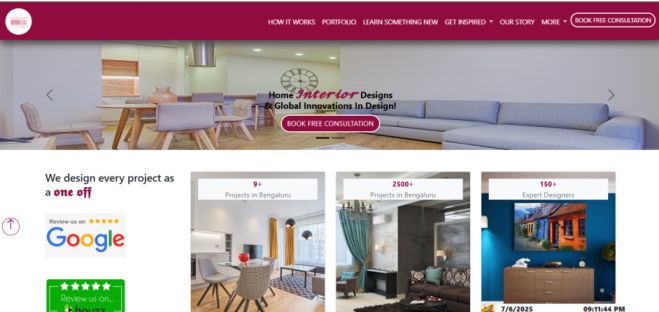 HOW IT WORKS PORTFOLIO LEARN SOMETHING NEW GET INSPIRED OUR STORY MORE BOOK FREE CONSULTATION
Home Interior Designs
& Global Innovations In Design!
BOOK FREE CONSULTATION
We design every project as
a one off
Review us on
Google
Review us on...
houzz
9+
Projects in Bengaluru
2500+
Projects in Bengaluru
150+
Expert Designers
7/6/2025 09:11:44 PM